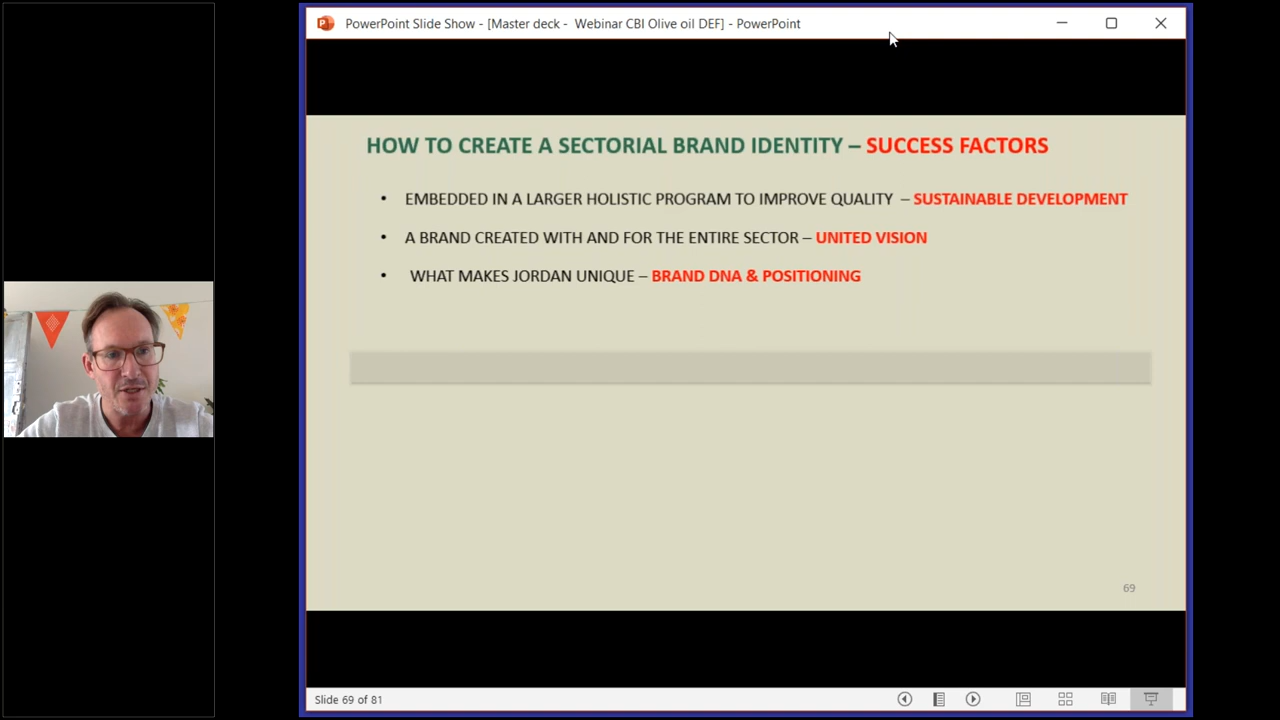 PowerPoint Slide Show - [Master deck - Webinar CBI Olive oil DEF] - PowerPoint
HOW TO CREATE A SECTORIAL BRAND IDENTITY – SUCCESS FACTORS
• EMBEDDED IN A LARGER HOLISTIC PROGRAM TO IMPROVE QUALITY – SUSTAINABLE DEVELOPMENT
• A BRAND CREATED WITH AND FOR THE ENTIRE SECTOR – UNITED VISION
• WHAT MAKES JORDAN UNIQUE – BRAND DNA & POSITIONING
69
Slide 69 of 81